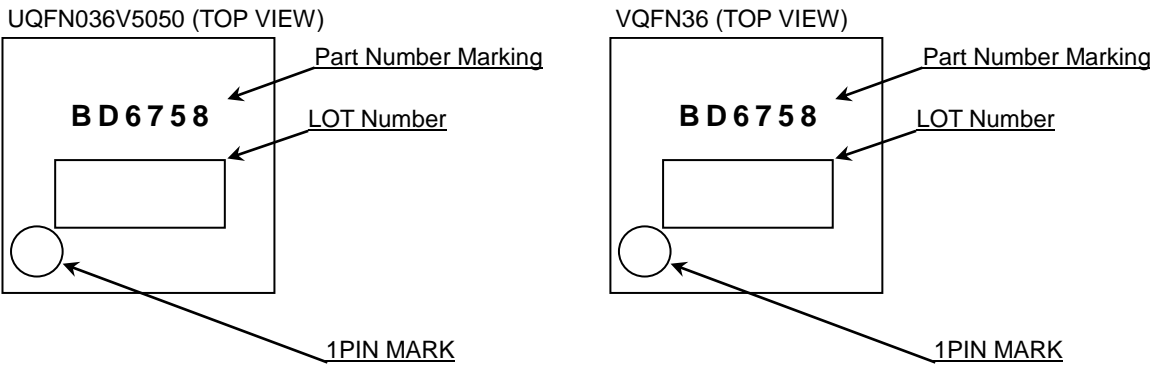 UQFN036V5050 (TOP VIEW)
Part Number Marking
BD6758
LOT Number
1PIN MARK
VQFN36 (TOP VIEW)
Part Number Marking
BD6758
LOT Number
1PIN MARK